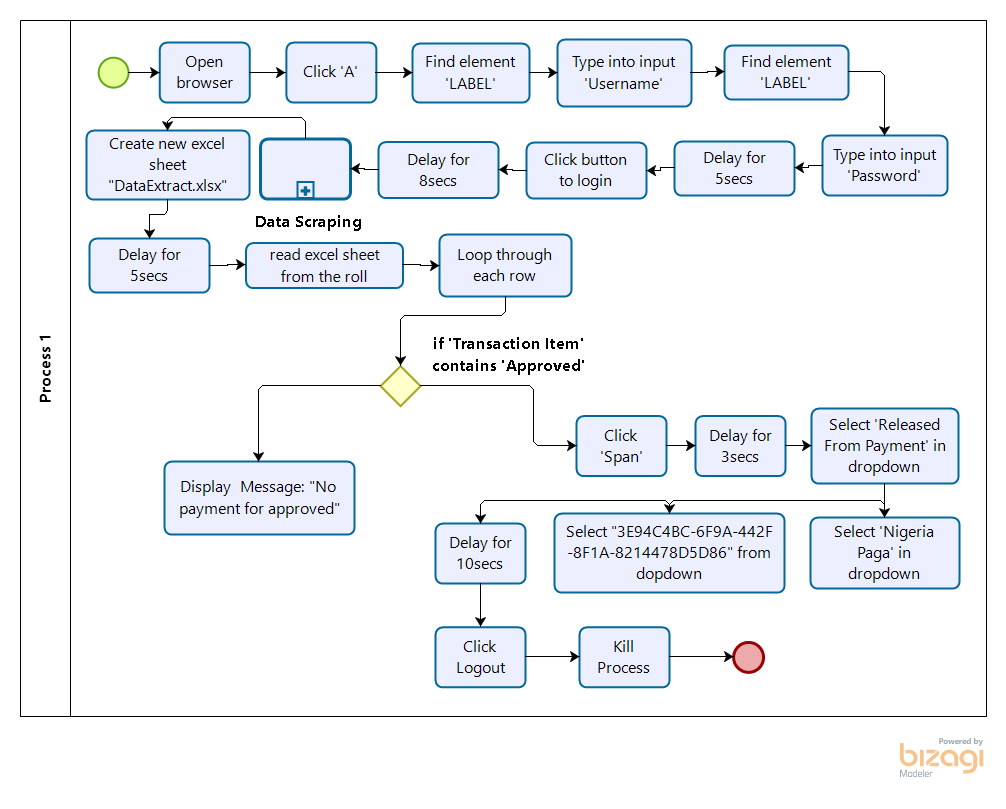 Process 1
Open
browser
Click 'A'
Find element
'LABEL'
Type into input
'Username'
Find element
'LABEL'
Type into input
'Password'
Delay for
5secs
Click button
to login
Delay for
8secs
Data Scraping
Create new excel
sheet
"DataExtract.xlsx"
Delay for
5secs
read excel sheet
from the roll
Loop through
each row
if 'Transaction Item'
contains 'Approved'
Display  Message: "No
payment for approved"
Click
'Span'
Delay for
3secs
Select 'Released
From Payment' in
dropdown
Delay for
10secs
Select "3E94C4BC-6F9A-442F
-8F1A-8214478D5D86" from
dopdown
Select 'Nigeria
Paga' in
dropdown
Click
Logout
Kill
Process
Powered by
bizagi
Modeler